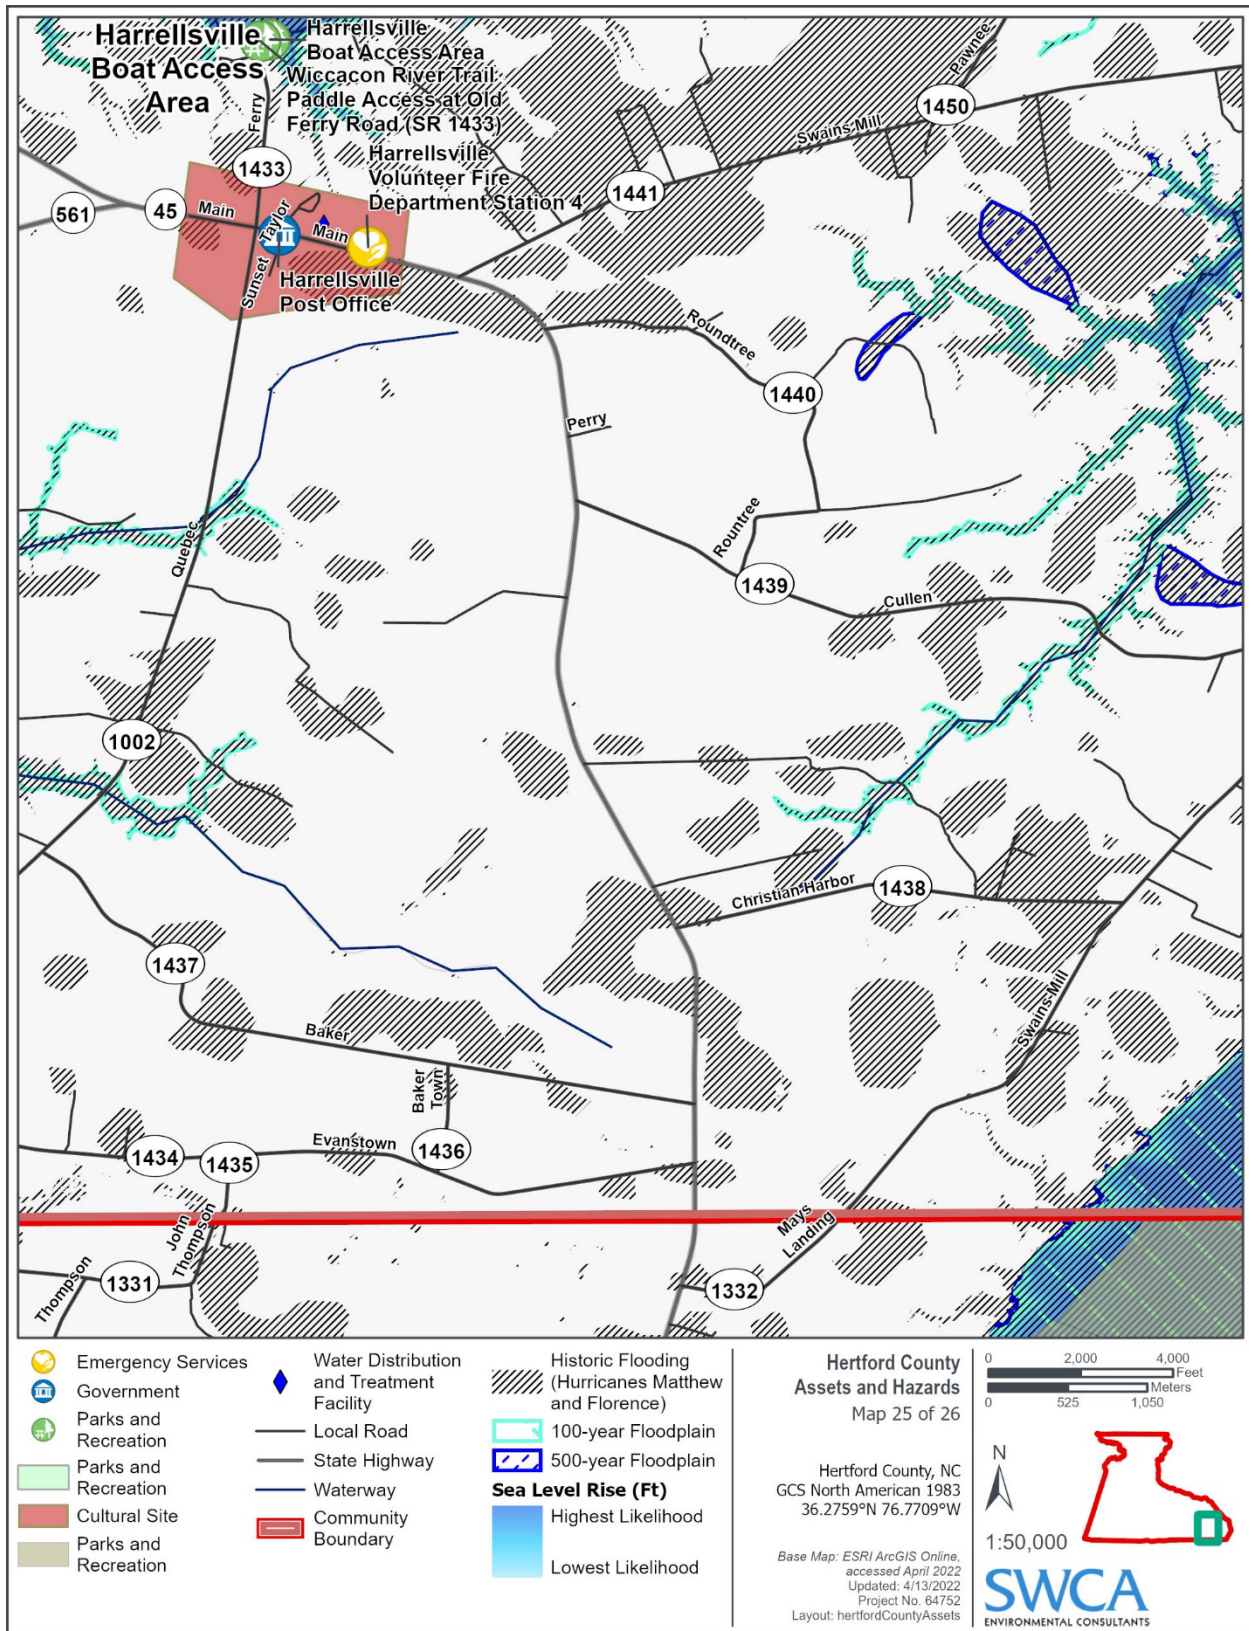 Harrellsville
Boat Access
Area
Harrellsville
Boat Access Area
Wiccacon River Trail
Paddle Access at Old
Ferry Road (SR 1433)
Harrellsville
Volunteer Fire
Department Station 4
Pawnee
1450
Swains Mill
Ferry
1433
1441
561
45
Main
Taylor
Main
Sunset
Harrellsville
Post Office
Roundtree
1440
Perry
Quebec
Rountree
1439
Cullen
1002
Christian Harbor
1438
1437
Swains Mill
Baker
Baker
Town
1434
1435
Evanstown
1436
John
Thompson
Mays
Landing
Thompson
1331
1332
Emergency Services
Government
Parks and
Recreation
Parks and
Recreation
Cultural Site
Parks and
Recreation
Water Distribution
and Treatment
Facility
Local Road
State Highway
Waterway
Community
Boundary
Historic Flooding
(Hurricanes Matthew
and Florence)
100-year Floodplain
500-year Floodplain
Sea Level Rise (Ft)
Highest Likelihood
Lowest Likelihood
Hertford County
Assets and Hazards
Map 25 of 26
Hertford County, NC
GCS North American 1983
36.2759°N 76.7709°W
Base Map: ESRI ArcGIS Online,
accessed April 2022
Updated: 4/13/2022
Project No. 64752
Layout: hertfordCountyAssets
0 2,000 4,000
Feet
Meters
0 525 1,050
N
1:50,000
SWCA
ENVIRONMENTAL CONSULTANTS